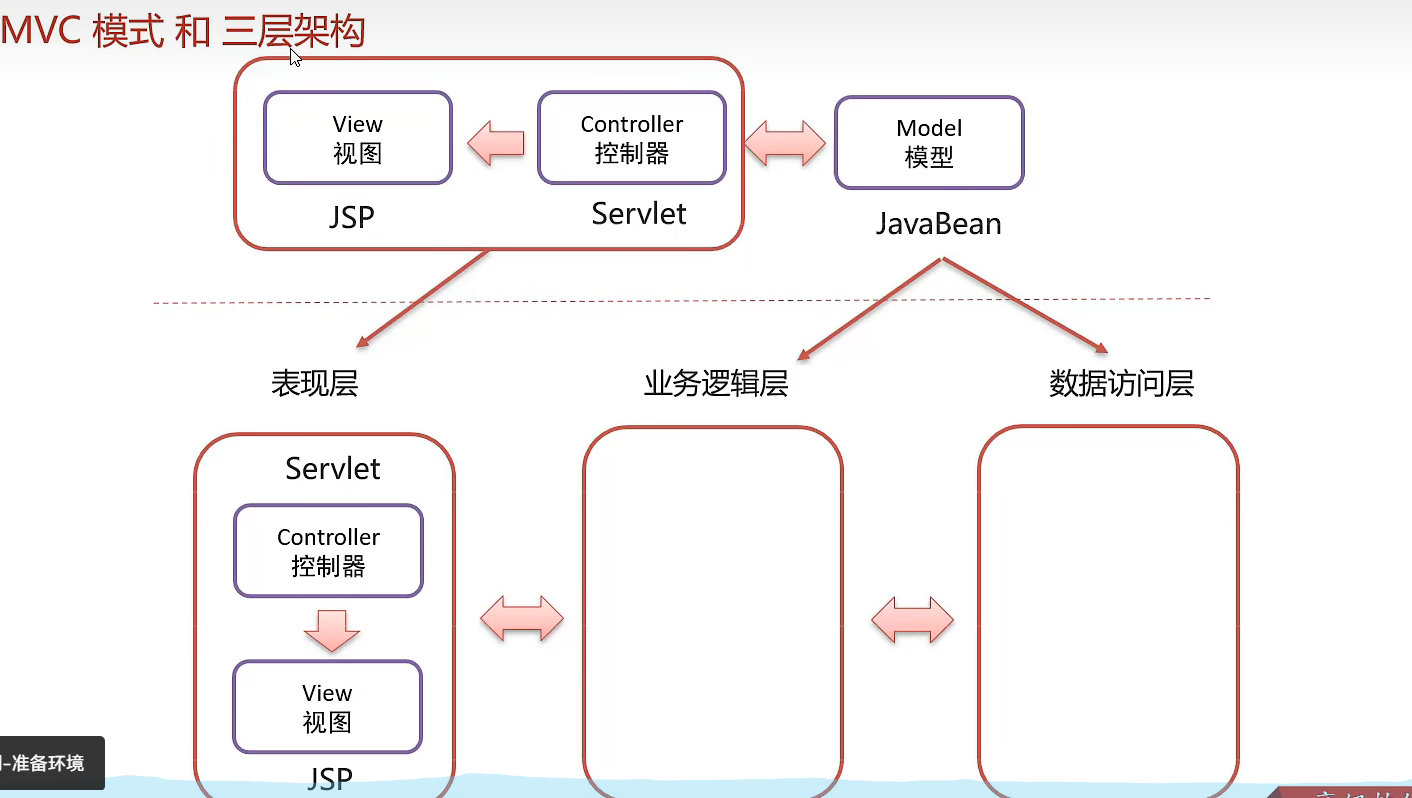 MVC 模式 和 三层架构
View
视图
Controller
控制器
Model
模型
JSP
Servlet
JavaBean
表现层
业务逻辑层
数据访问层
Servlet
Controller
控制器
View
视图
JSP
-准备环境